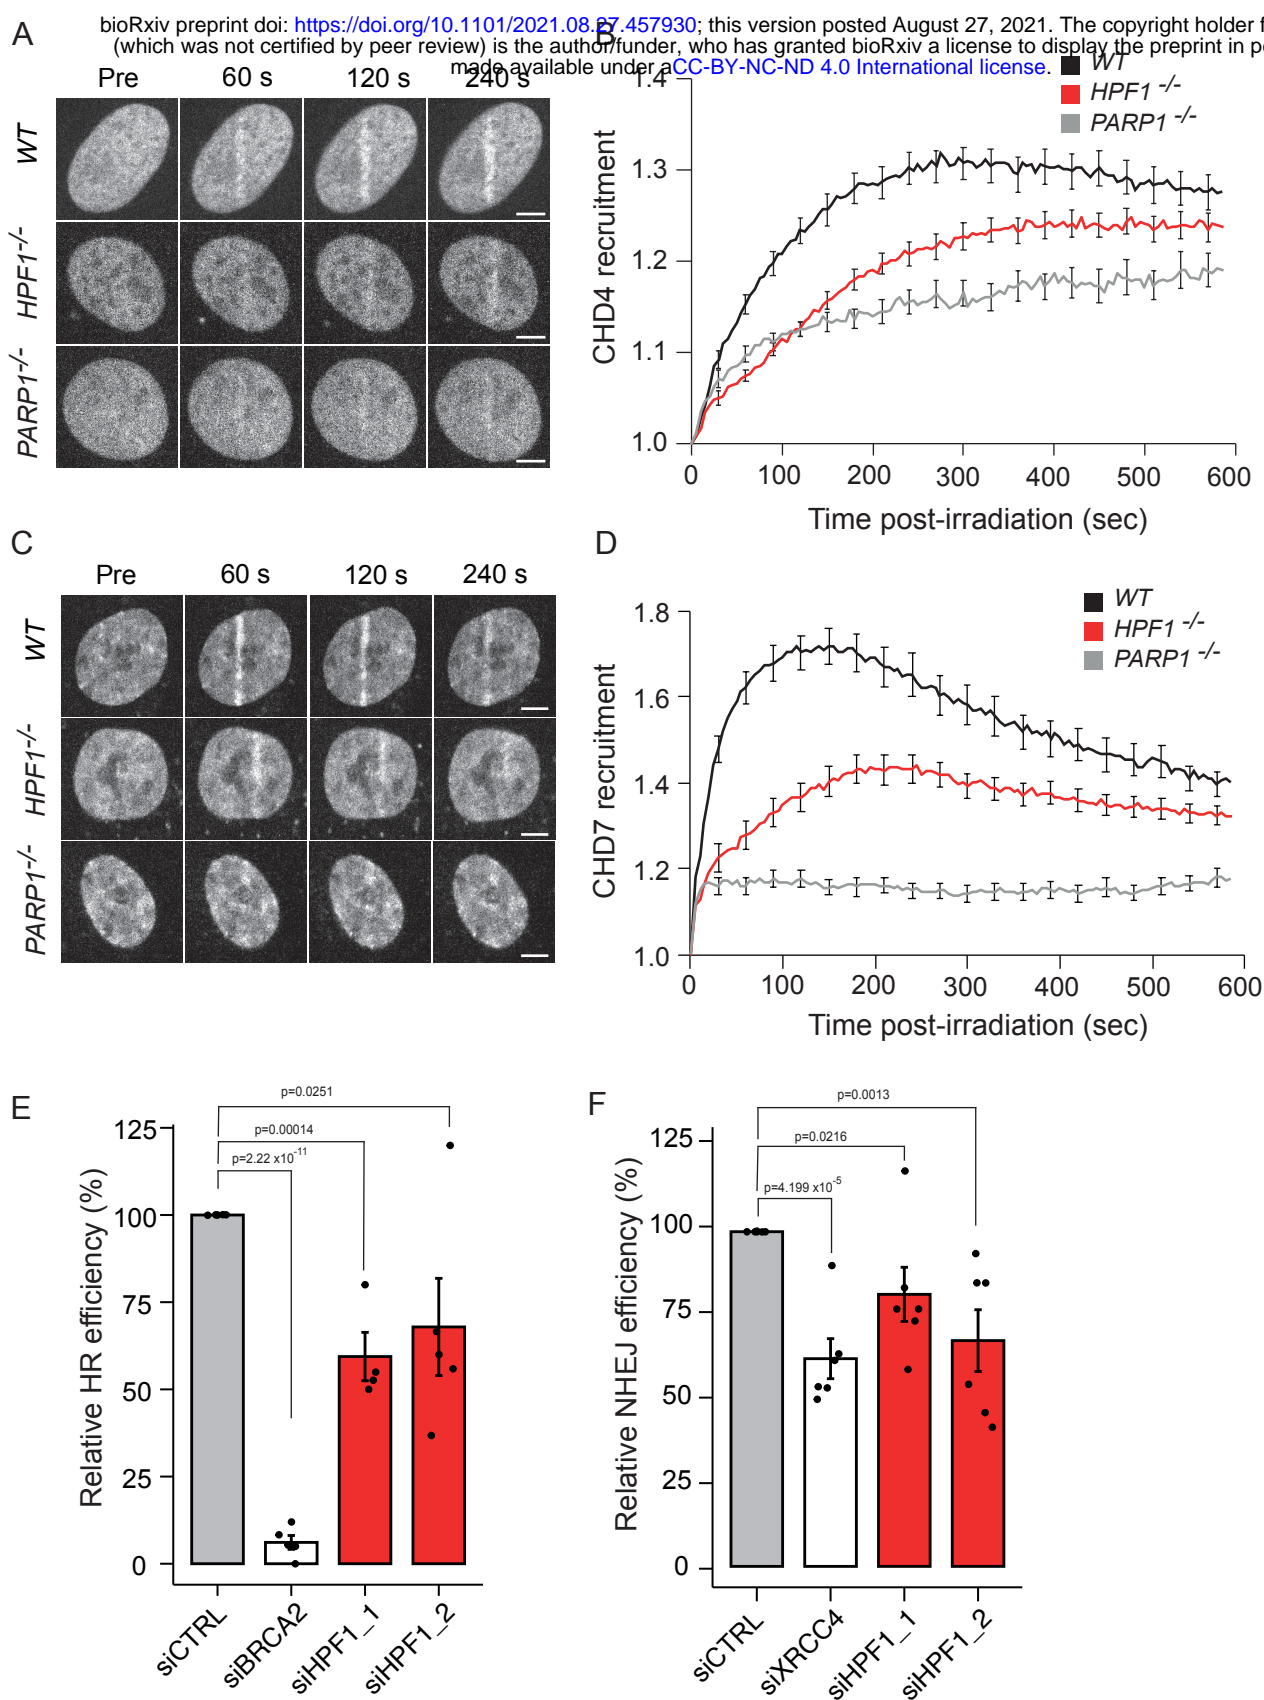 bioRxiv preprint doi: https://doi.org/10.1101/2021.08.27.457930; this version posted August 27, 2021. The copyright holder f
(which was not certified by peer review) is the author/funder, who has granted bioRxiv a license to display the preprint in pe
made available under aCC-BY-NC-ND 4.0 International license.
A
Pre 60 s 120 s 240 s
WT
HPF1-/-
PARP1-/-
B
WT
HPF1 -/-
PARP1 -/-
CHD4 recruitment
1.4
1.3
1.2
1.1
1.0
0 100 200 300 400 500 600
Time post-irradiation (sec)
C
Pre 60 s 120 s 240 s
WT
HPF1-/-
PARP1-/-
D
WT
HPF1 -/-
PARP1 -/-
CHD7 recruitment
1.8
1.6
1.4
1.2
1.0
0 100 200 300 400 500 600
Time post-irradiation (sec)
E
p=0.0251
p=0.00014
p=2.22 x10-11
Relative HR efficiency (%)
125
100
75
50
25
0
siCTRL siBRCA2 siHPF1_1 siHPF1_2
F
p=0.0013
p=0.0216
p=4.199 x10-5
Relative NHEJ efficiency (%)
125
100
75
50
25
0
siCTRL siXRCC4 siHPF1_1 siHPF1_2